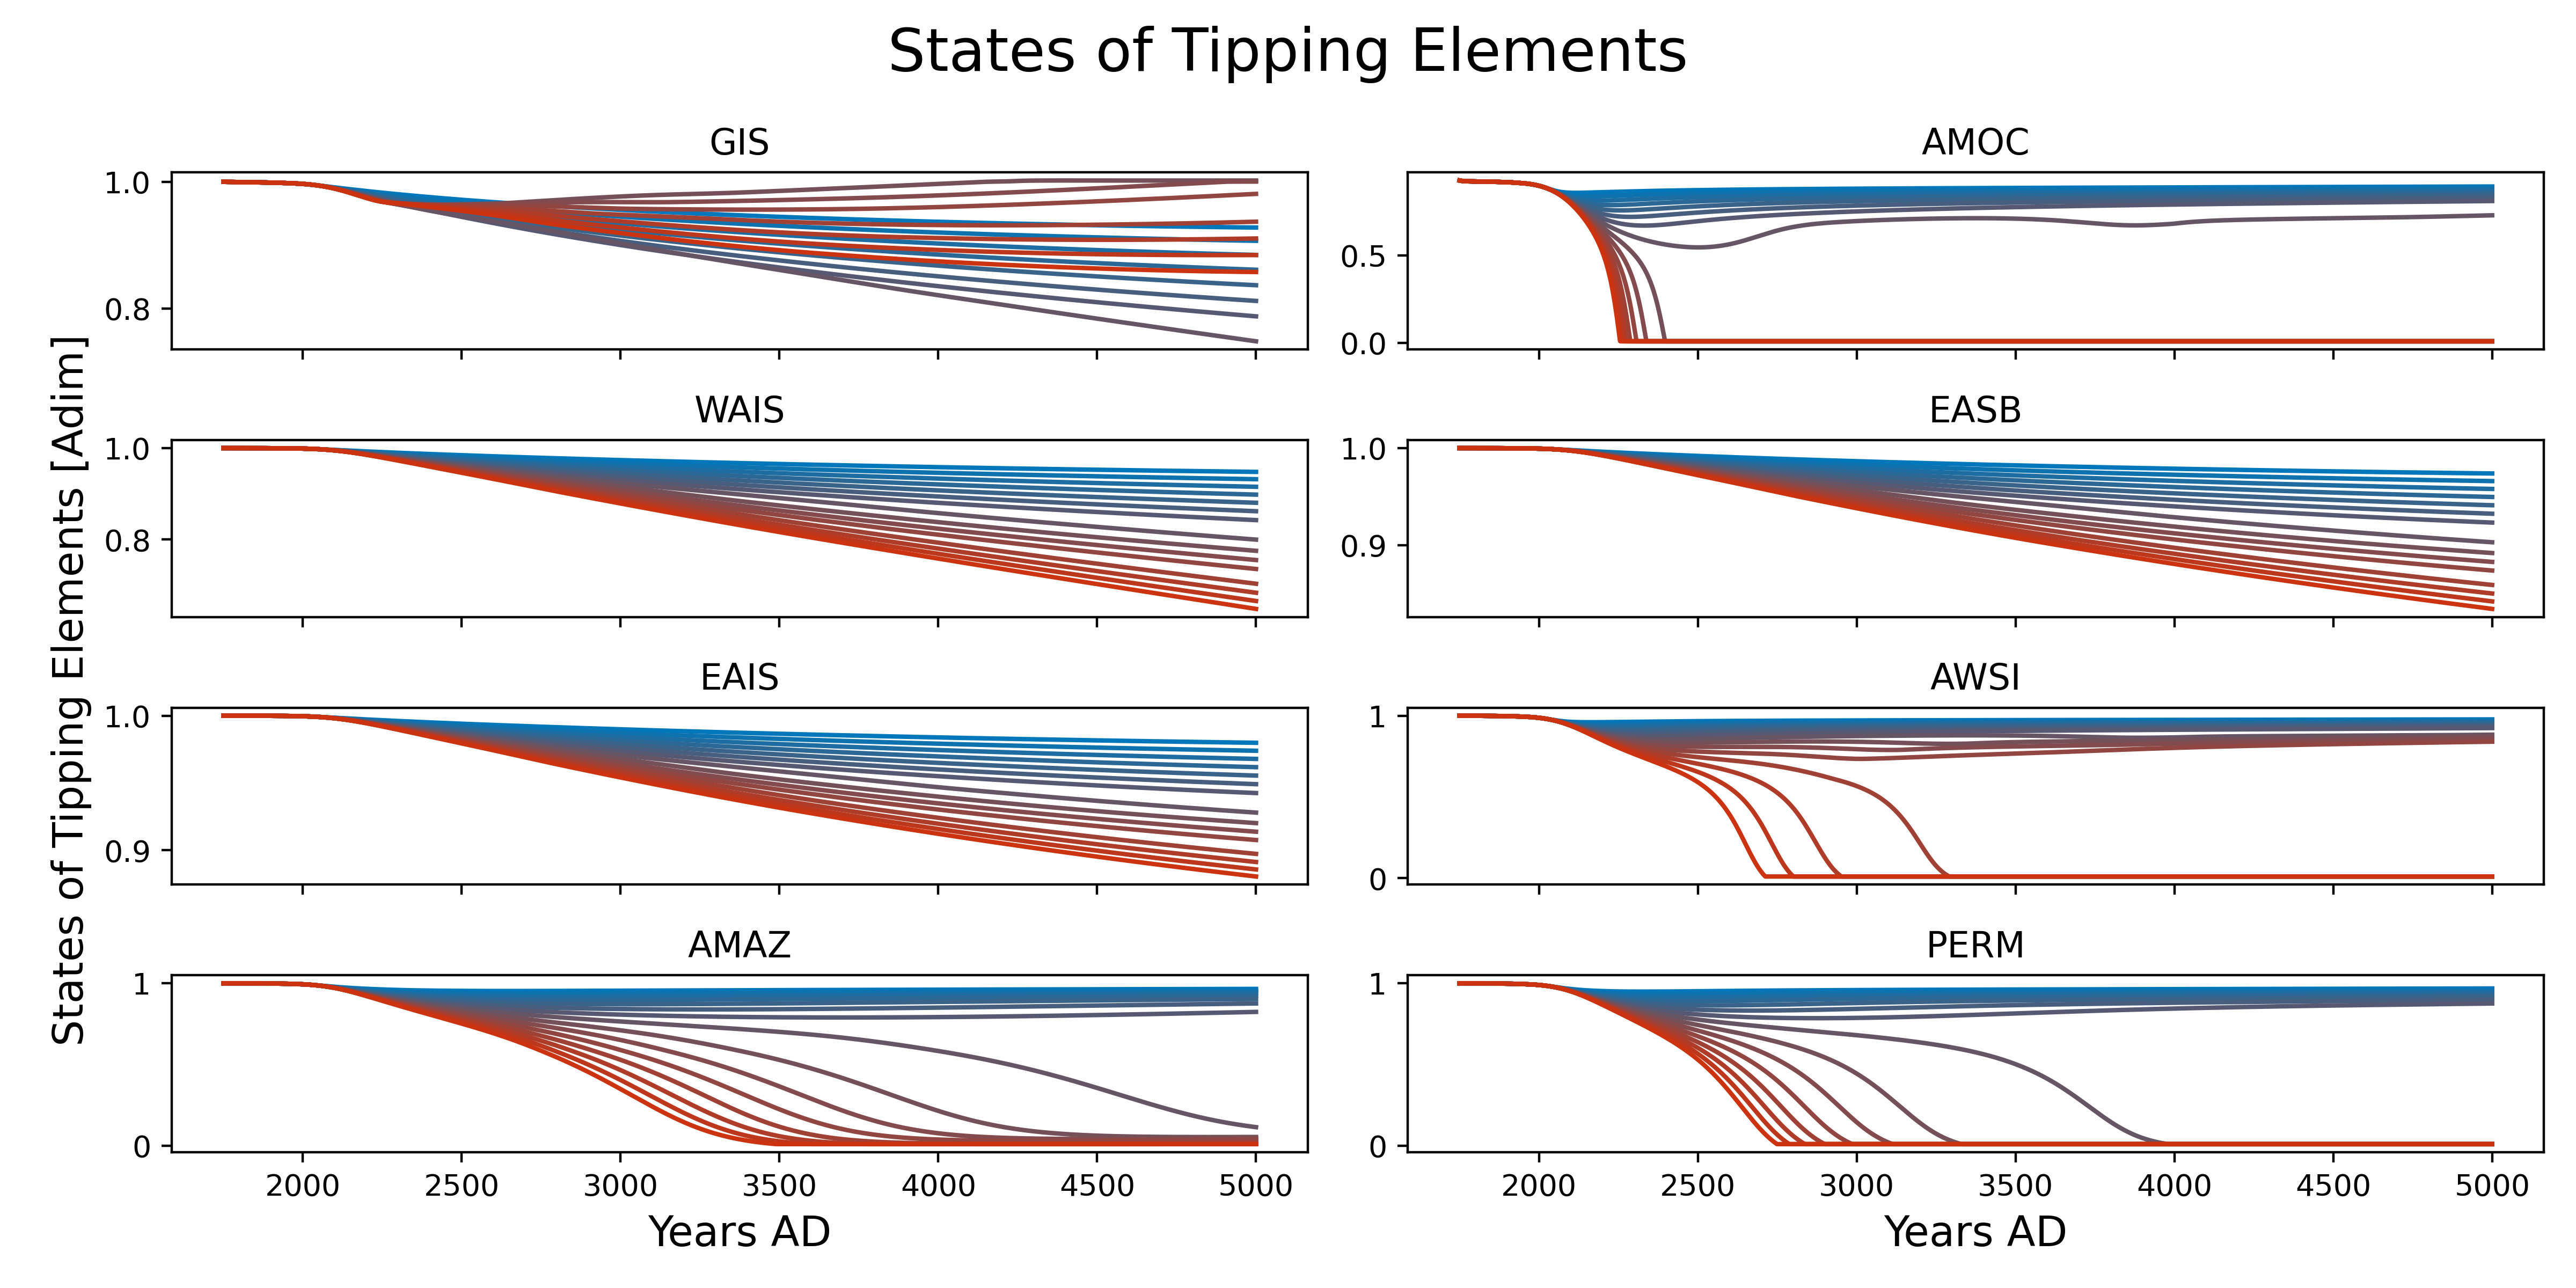 States of Tipping Elements
States of Tipping Elements [Adim]
GIS
1.0
0.8
AMOC
0.5
0.0
WAIS
1.0
0.8
EASB
1.0
0.9
EAIS
1.0
0.9
AWSI
1
0
AMAZ
1
0
2000 2500 3000 3500 4000 4500 5000
Years AD
PERM
1
0
2000 2500 3000 3500 4000 4500 5000
Years AD